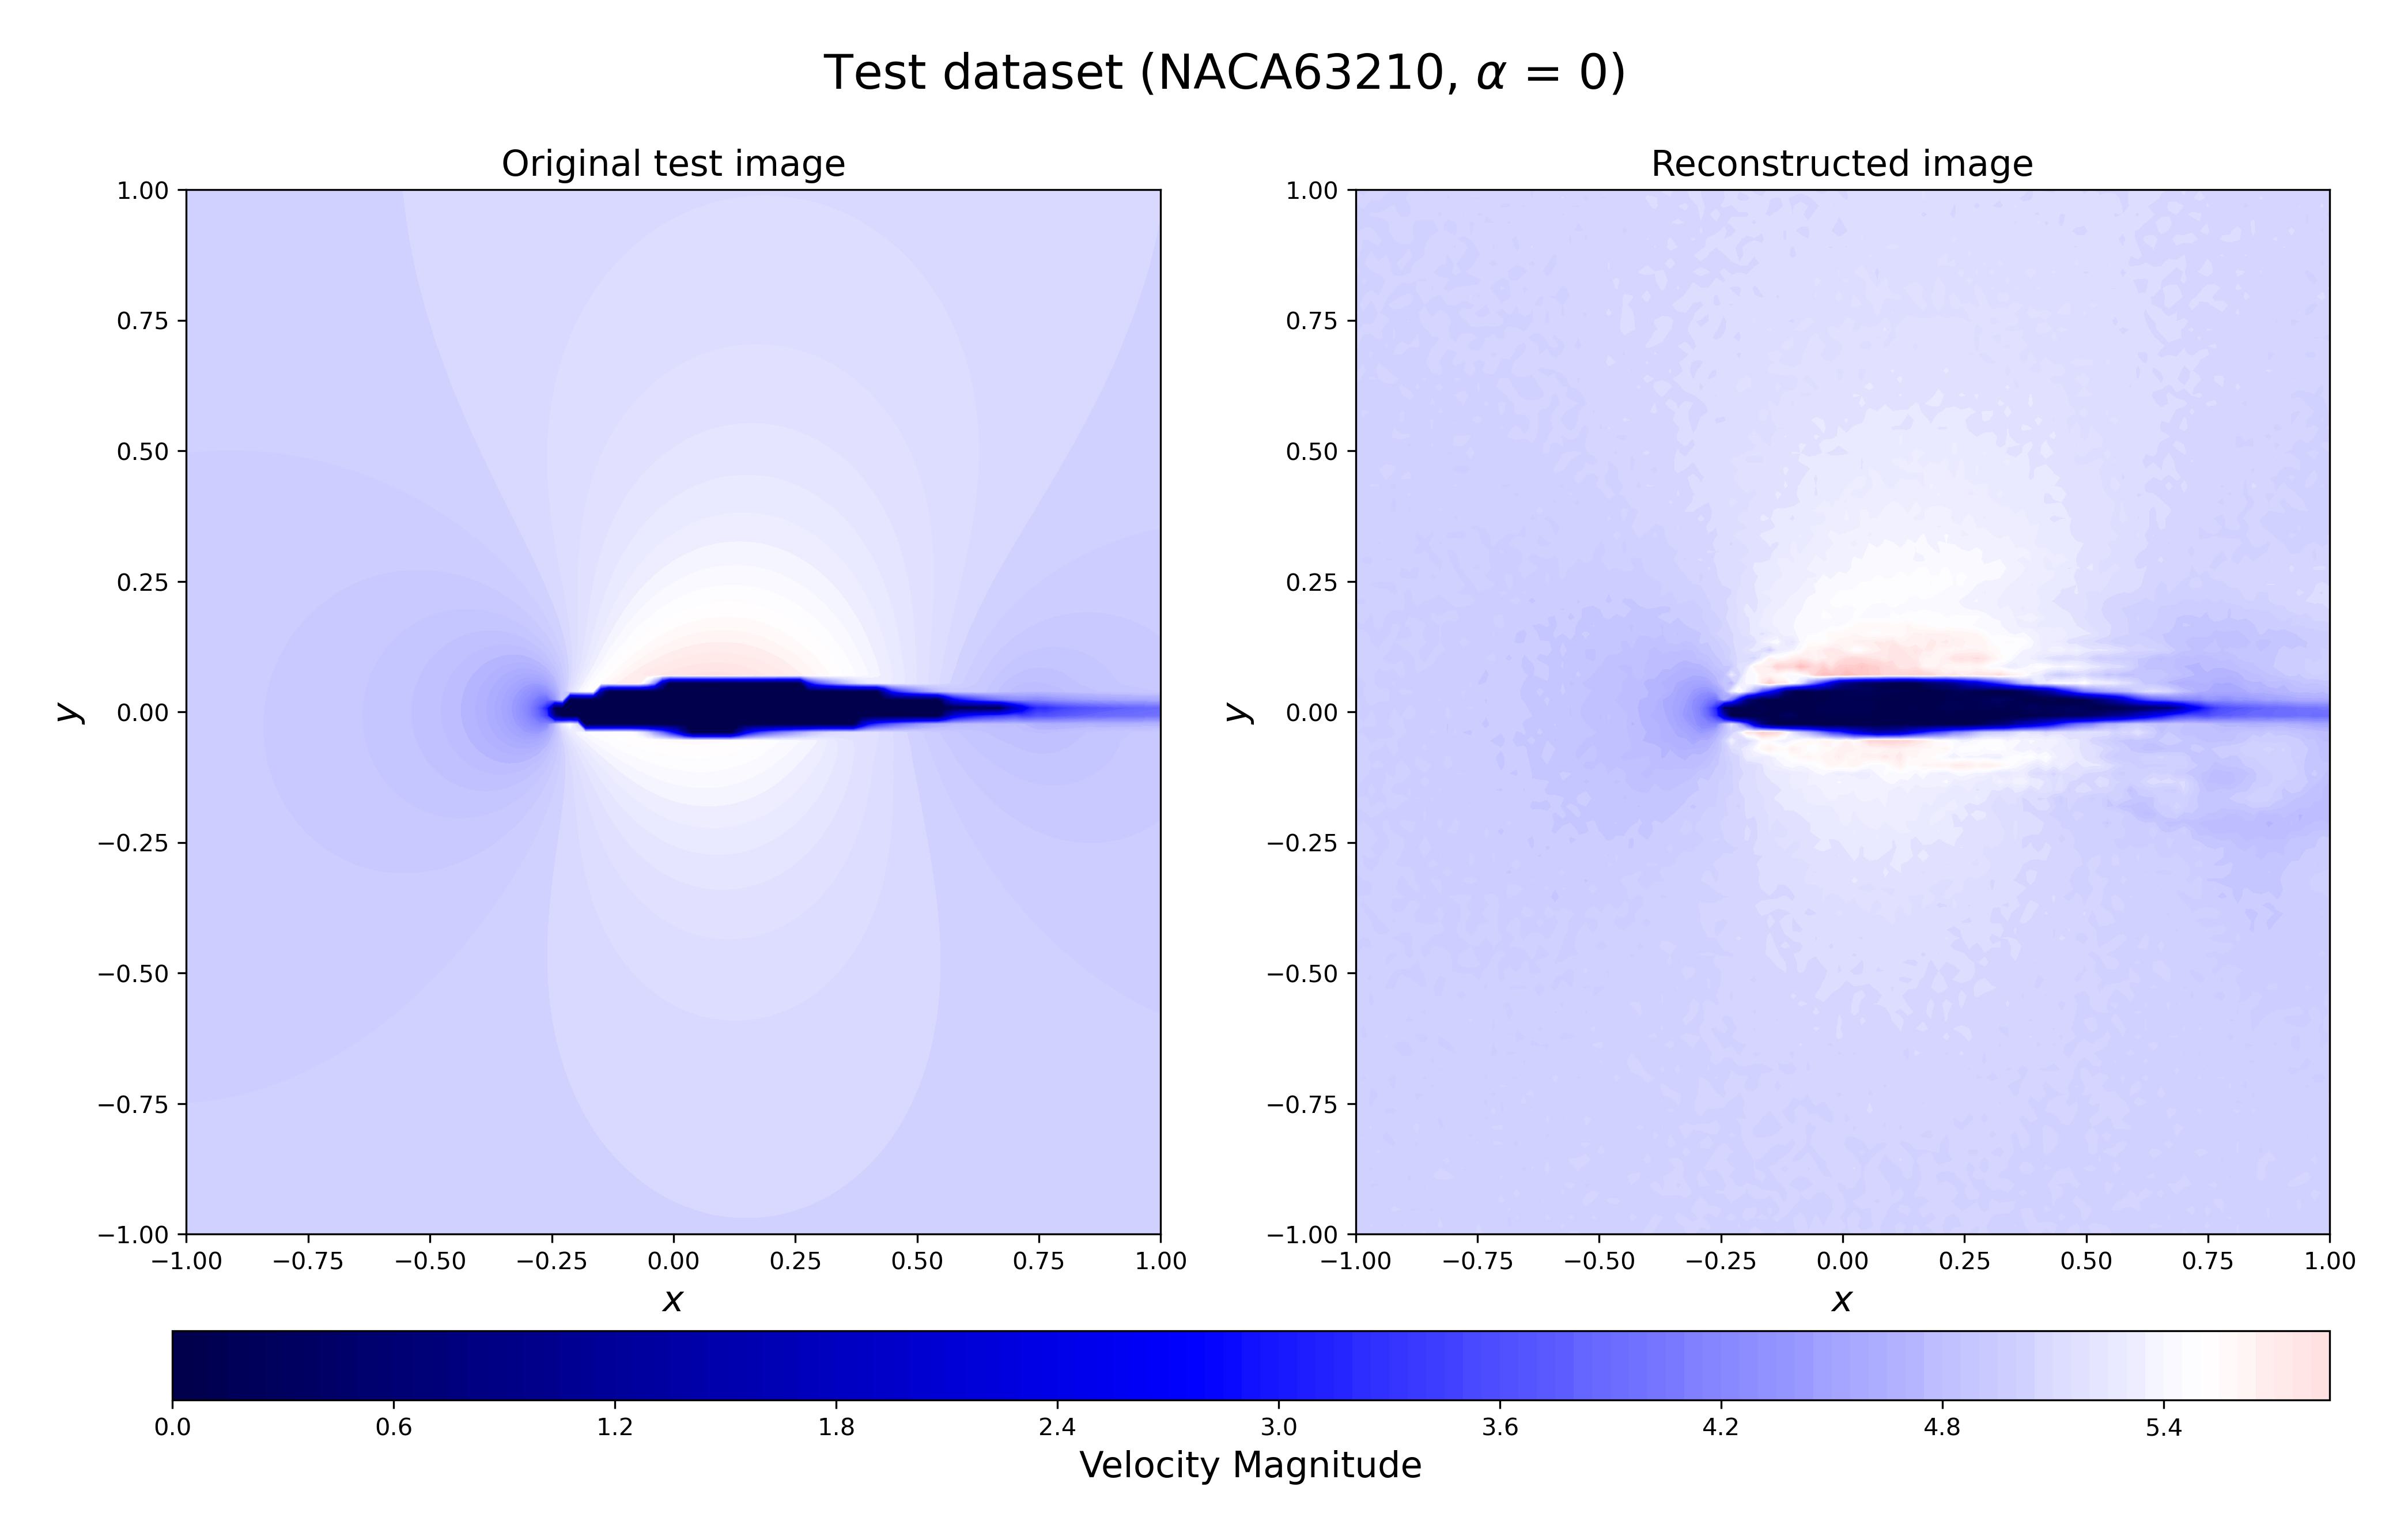 Test dataset (NACA63210, α = 0)
Original test image
Reconstructed image
1.00
0.75
0.50
0.25
0.00
−0.25
−0.50
−0.75
−1.00
y
−1.00 −0.75 −0.50 −0.25 0.00 0.25 0.50 0.75 1.00
x
1.00
0.75
0.50
0.25
0.00
−0.25
−0.50
−0.75
−1.00
y
−1.00 −0.75 −0.50 −0.25 0.00 0.25 0.50 0.75 1.00
x
0.0 0.6 1.2 1.8 2.4 3.0 3.6 4.2 4.8 5.4
Velocity Magnitude